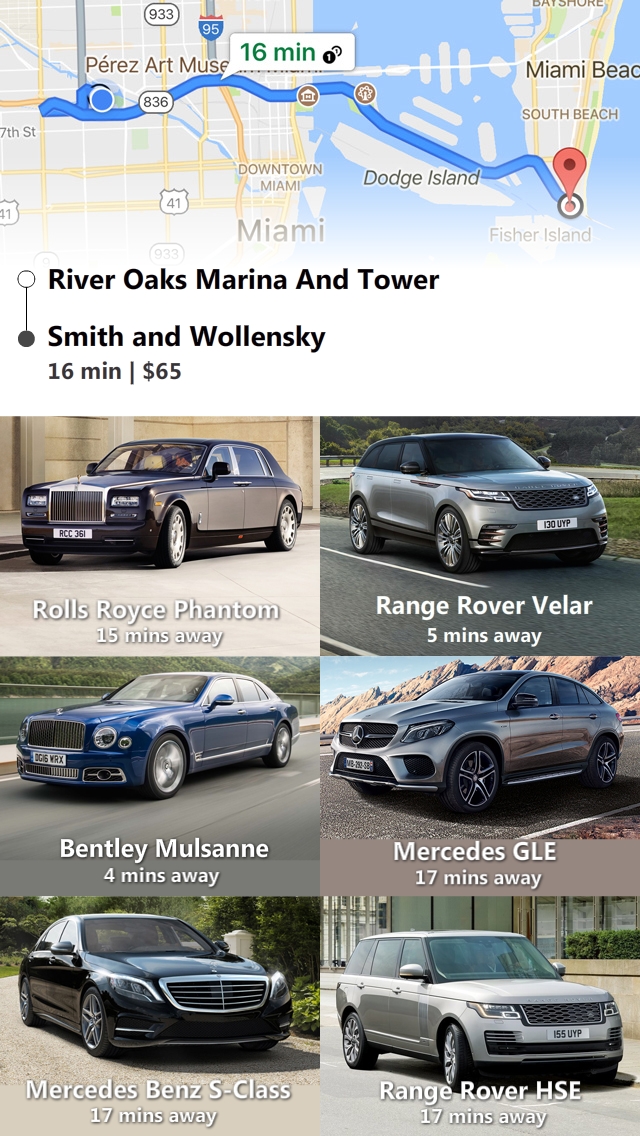 933
95
BAYSHORE
16 min
Pérez Art Museum Miami
Miami Beac
836
7th St
SOUTH BEACH
DOWNTOWN
MIAMI
Dodge Island
41
41
Miami
Fisher Island
933
River Oaks Marina And Tower
Smith and Wollensky
16 min | $65
RCC 361
130 UYP
Rolls Royce Phantom
15 mins away
Range Rover Velar
5 mins away
DG16 WRX
Bentley Mulsanne
4 mins away
Mercedes GLE
17 mins away
155 UYP
Mercedes Benz S-Class
17 mins away
Range Rover HSE
17 mins away